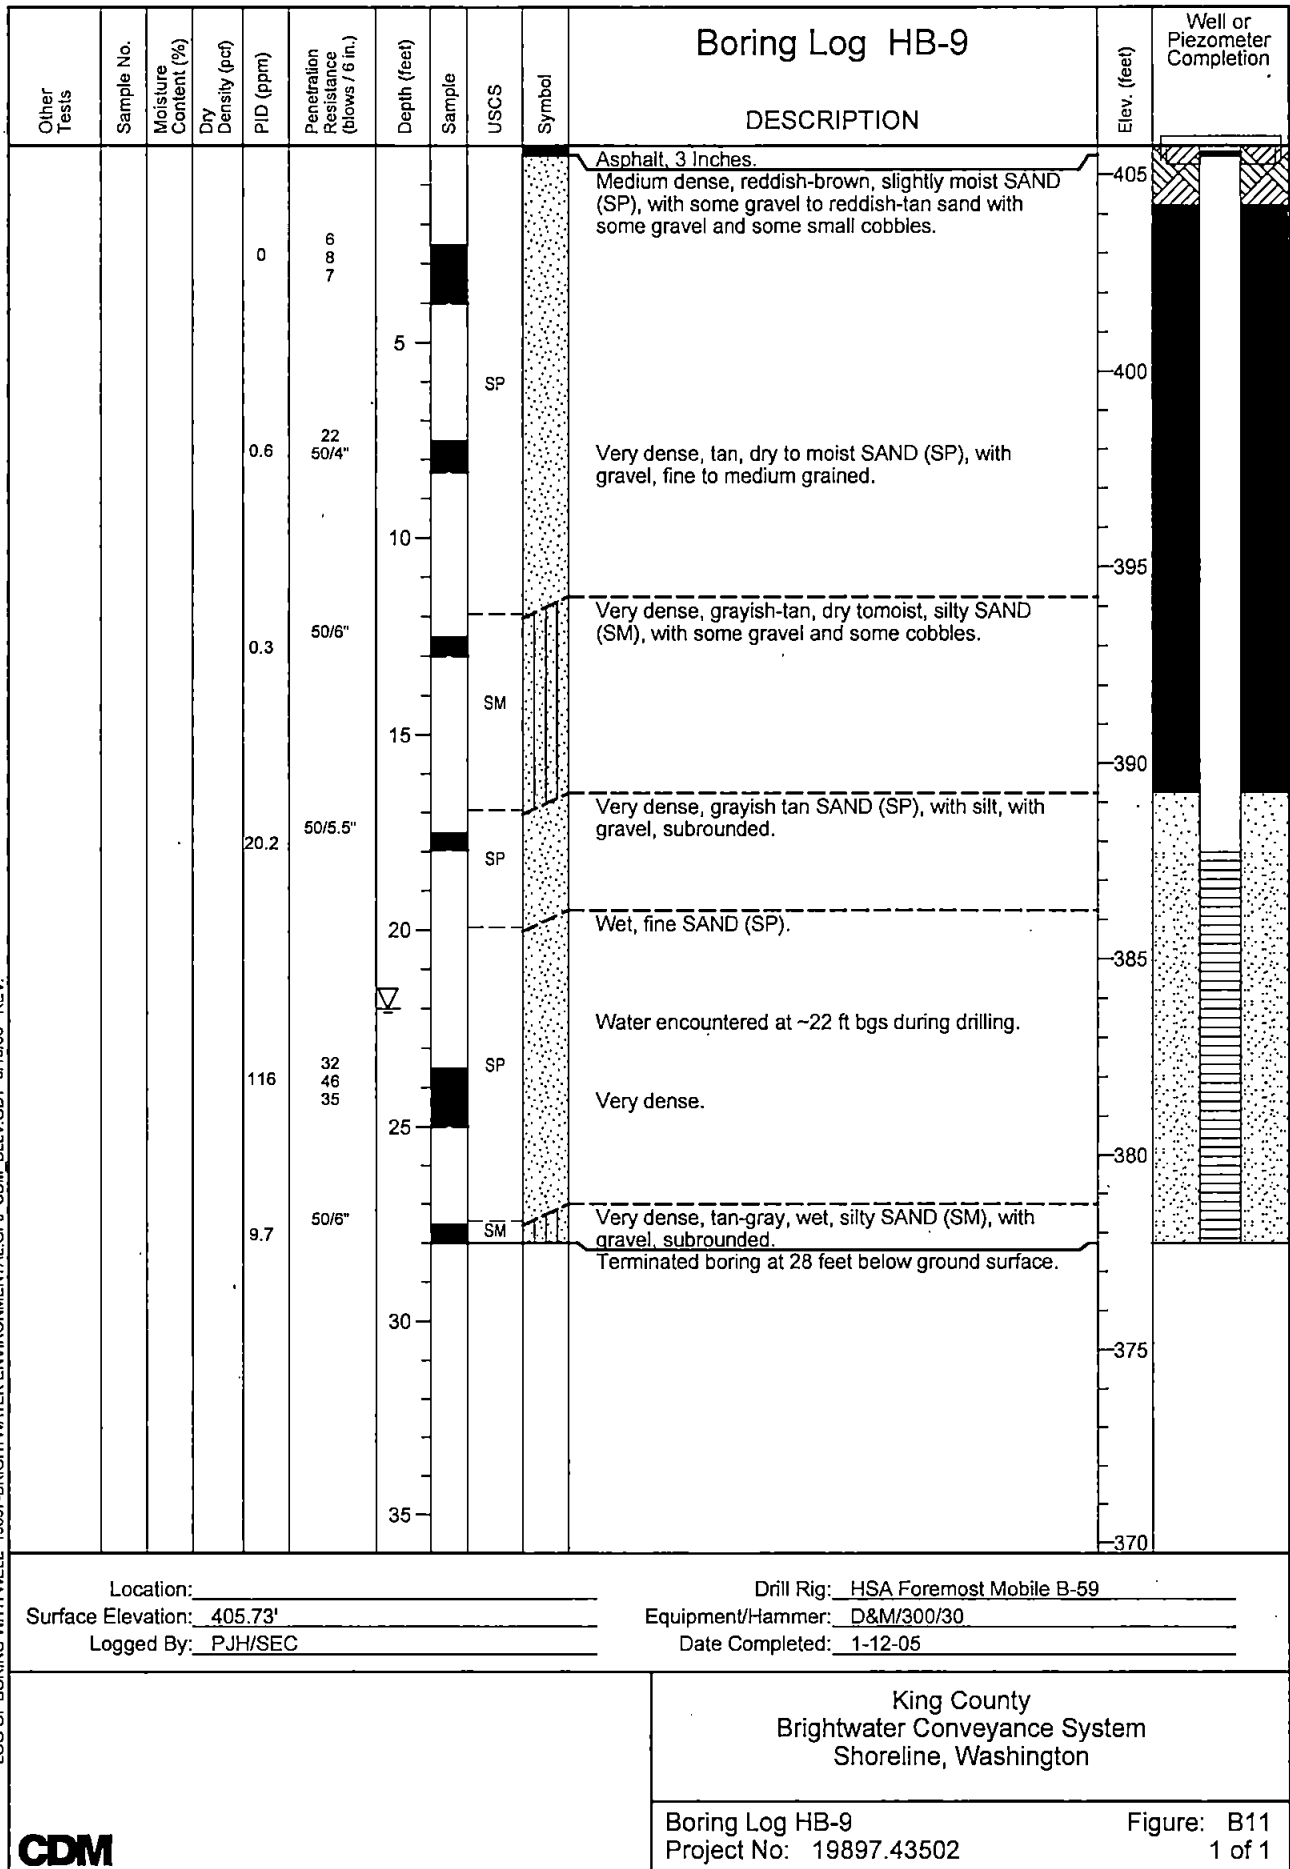 Boring Log HB-9
Other Tests
Sample No.
Moisture Content (%)
Dry Density (pcf)
PID (ppm)
Penetration Resistance (blows / 6 in.)
Depth (feet)
Sample
USCS
Symbol
DESCRIPTION
Elev. (feet)
Well or
Piezometer
Completion
Asphalt, 3 Inches.
405
Medium dense, reddish-brown, slightly moist SAND
(SP), with some gravel to reddish-tan sand with
some gravel and some small cobbles.
0
6
8
7
5
SP
400
0.6
22
50/4"
Very dense, tan, dry to moist SAND (SP), with
gravel, fine to medium grained.
10
395
Very dense, grayish-tan, dry tomoist, silty SAND
(SM), with some gravel and some cobbles.
0.3
50/6"
SM
15
390
Very dense, grayish tan SAND (SP), with silt, with
gravel, subrounded.
20.2
50/5.5"
SP
20
Wet, fine SAND (SP).
385
Water encountered at ~22 ft bgs during drilling.
116
32
46
35
SP
Very dense.
25
380
9.7
50/6"
SM
Very dense, tan-gray, wet, silty SAND (SM), with
gravel, subrounded.
Terminated boring at 28 feet below ground surface.
30
375
35
370
Location:
Surface Elevation: 405.73'
Logged By: PJH/SEC
Drill Rig: HSA Foremost Mobile B-59
Equipment/Hammer: D&M/300/30
Date Completed: 1-12-05
King County
Brightwater Conveyance System
Shoreline, Washington
CDM
Boring Log HB-9
Project No: 19897.43502
Figure: B11
1 of 1